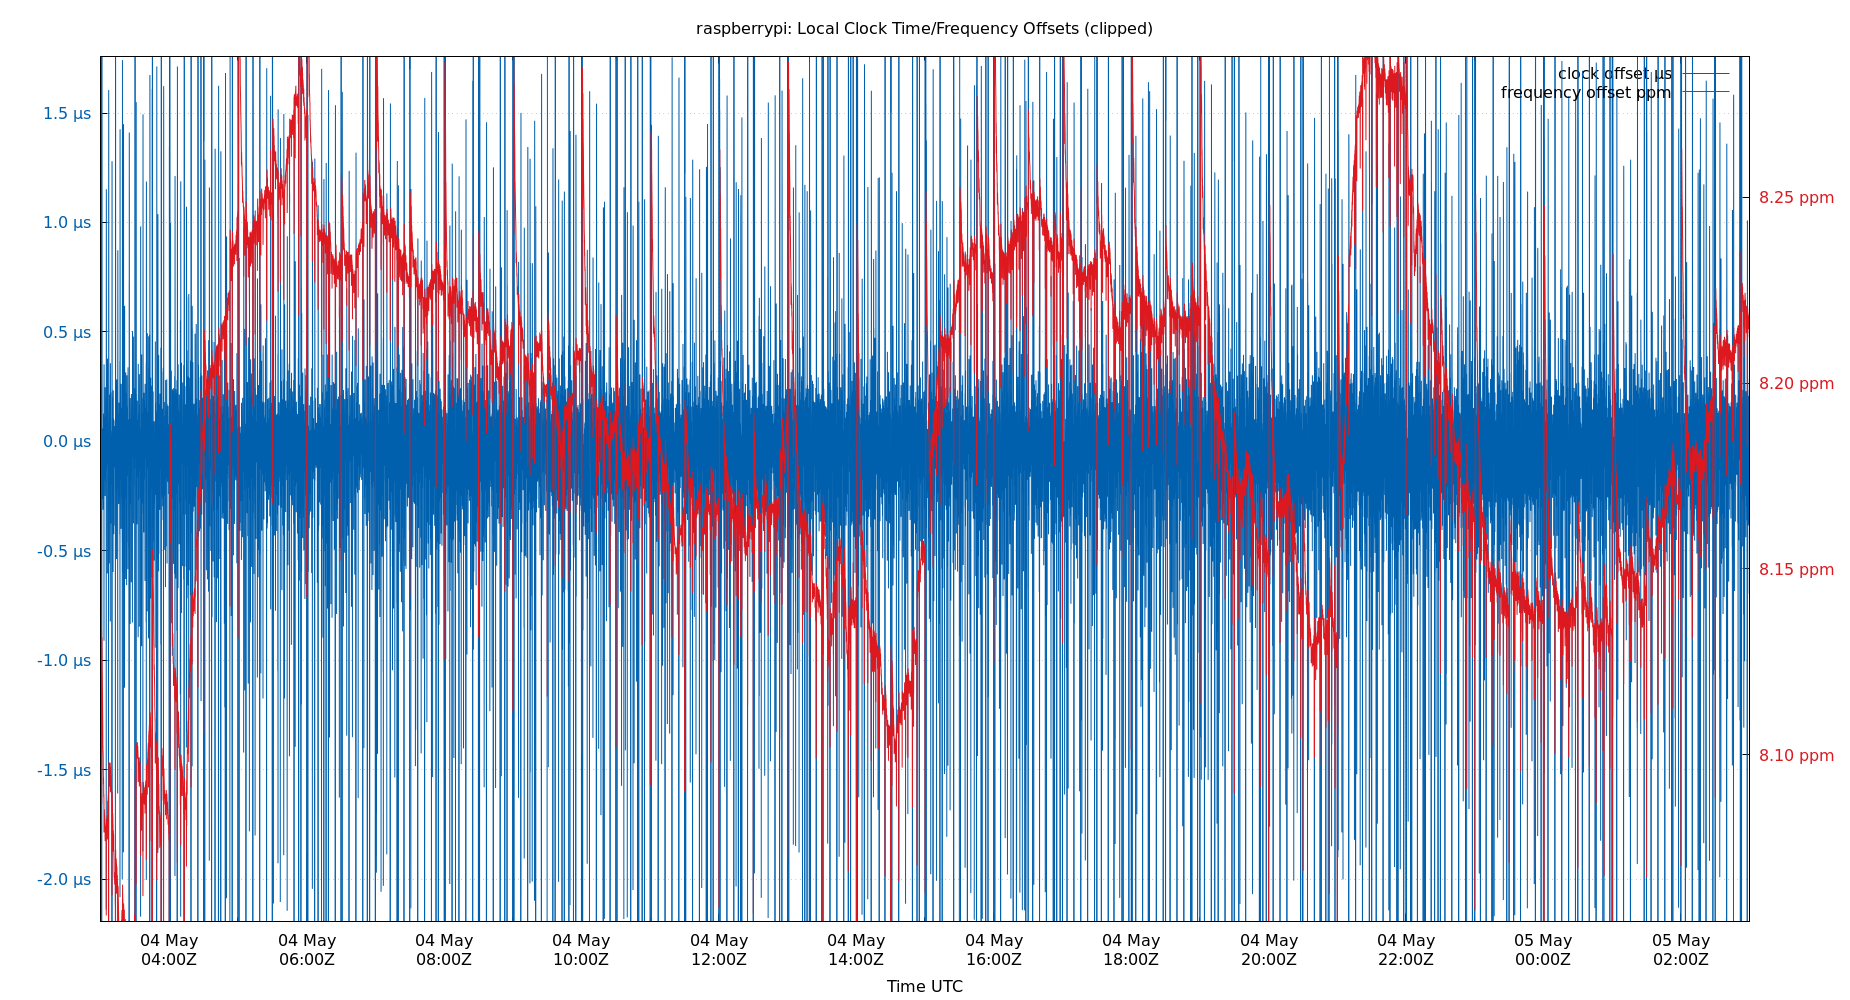 raspberrypi: Local Clock Time/Frequency Offsets (clipped)
clock offset µs
frequency offset ppm
1.5 µs
1.0 µs
0.5 µs
0.0 µs
-0.5 µs
-1.0 µs
-1.5 µs
-2.0 µs
8.25 ppm
8.20 ppm
8.15 ppm
8.10 ppm
04 May 04 May 04 May 04 May 04 May 04 May 04 May 04 May 04 May 04 May 05 May 05 May
04:00Z 06:00Z 08:00Z 10:00Z 12:00Z 14:00Z 16:00Z 18:00Z 20:00Z 22:00Z 00:00Z 02:00Z
Time UTC